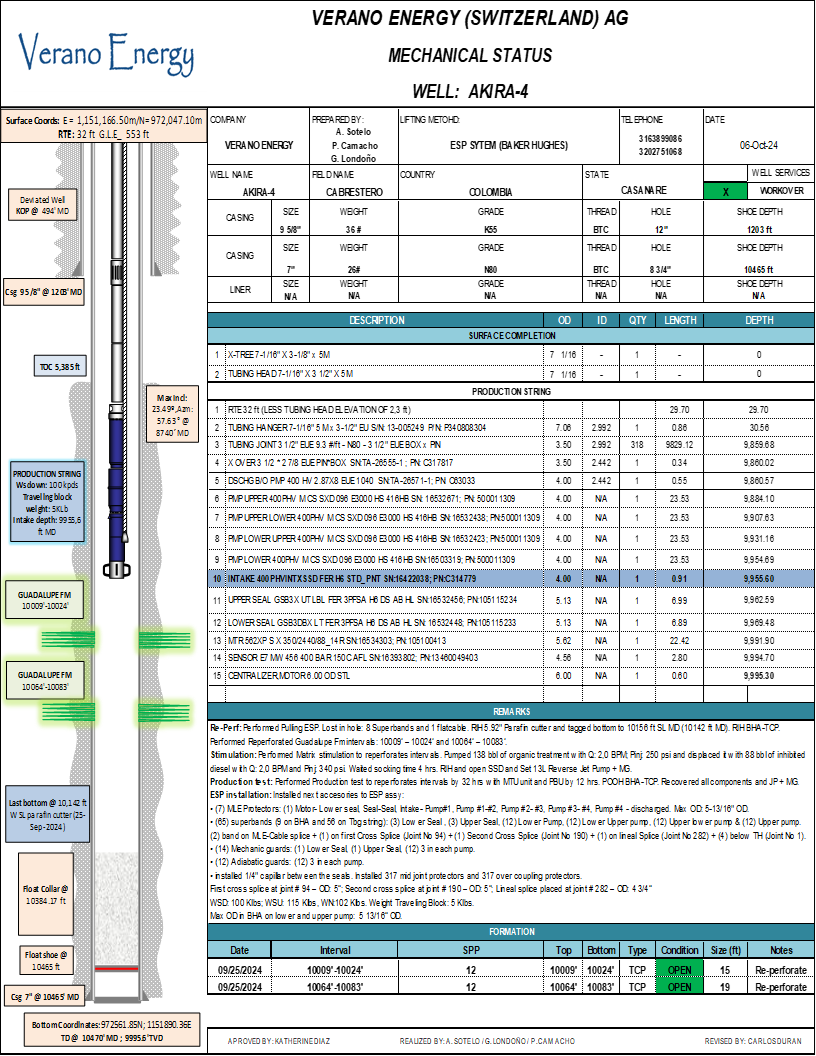 VERANO ENERGY (SWITZERLAND) AG
MECHANICAL STATUS
WELL: AKIRA-4
Verano Energy
Surface Coords: E = 1,151,166.50m/N=972,047.10m
RTE: 32 ft G.L.E_ 553 ft
Deviated Well
KOP @ 494' MD
Csg 9 5/8" @ 1203' MD
TOC 5,385 ft
Max Ind:
23.49º,Azm:
57.63° @
8740' MD
PRODUCTION STRING
Ws down: 100 kpds
Traveling block
weight: 5KLb
Intake depth: 9955,6
ft MD
GUADALUPE FM
10009'-10024'
GUADALUPE FM
10064'-10083'
Last bottom @ 10,142 ft
W SL parafin cutter (25-
Sep-2024)
Float Collar @
10384.17 ft
Float shoe @
10465 ft
Csg 7" @ 10465' MD
Bottom Coordinates: 972561.85N; 1151890.36E
TD @ 10470' MD ; 9995.6'TVD
COMPANY PREPARED BY: LIFTING METOHD: TELEPHONE DATE
VERANO ENERGY
A. Sotelo
P. Camacho
G. Londoño
ESP SYTEM (BAKER HUGHES)
3163899086
3202751068
06-Oct-24
WELL NAME FIELD NAME COUNTRY STATE WELL SERVICES
AKIRA-4 CABRESTERO COLOMBIA CASANARE X WORKOVER
CASING SIZE WEIGHT GRADE THREAD HOLE SHOE DEPTH
9 5/8" 36 # K55 BTC 12" 1203 ft
CASING SIZE WEIGHT GRADE THREAD HOLE SHOE DEPTH
7" 26# N80 BTC 8 3/4" 10465 ft
LINER SIZE WEIGHT GRADE THREAD HOLE SHOE DEPTH
N/A N/A N/A N/A N/A N/A
DESCRIPTION OD ID QTY LENGTH DEPTH
SURFACE COMPLETION
1 X-TREE 7-1/16" X 3-1/8" x 5M 7 1/16 - 1 - 0
2 TUBING HEAD 7-1/16" X 3 1/2" X 5 M 7 1/16 - 1 - 0
PRODUCTION STRING
1 RTE 32 ft (LESS TUBING HEAD ELEVATION OF 2,3 ft) 29.70 29.70
2 TUBING HANGER 7-1/16" 5 M x 3-1/2" EU S/N: 13-005249 P/N: P340808304 7.06 2.992 1 0.86 30.56
3 TUBING JOINT 3 1/2" EUE 9.3 #/ft - N80 - 3 1/2" EUE BOX x PIN 3.50 2.992 318 9829.12 9,859.68
4 X OVER 3 1/2 * 2 7/8 EUE PIN*BOX SN:TA-26555-1 ; PN: C317817 3.50 2.442 1 0.34 9,860.02
5 DSCHG B/O PMP 400 HV 2.87X8 EUE 1040 SN:TA-26571-1; PN: C63033 4.00 2.442 1 0.55 9,860.57
6 PMP UPPER 400PHV M CS SXD 096 E3000 HS 416HB SN: 16532671; PN: 500011309 4.00 N/A 1 23.53 9,884.10
7 PMP UPPER LOWER 400PHV M CS SXD 096 E3000 HS 416HB SN:16532438; PN:500011309 4.00 N/A 1 23.53 9,907.63
8 PMP LOWER UPPER 400PHV M CS SXD 096 E3000 HS 416HB SN:16532423; PN:500011309 4.00 N/A 1 23.53 9,931.16
9 PMP LOWER 400PHV M CS SXD 096 E3000 HS 416HB SN:16503319; PN:500011309 4.00 N/A 1 23.53 9,954.69
10 INTAKE 400 PHVINTXSSD FER H6 STD_PNT SN:16422038; PN:C314779 4.00 N/A 1 0.91 9,955.60
11 UPPER SEAL GSB3X UT LBL FER 3PFSA H6 DS AB HL SN:16532456; PN:105115234 5.13 N/A 1 6.99 9,962.59
12 LOWER SEAL GSB3DBX LT FER 3PFSA H6 DS AB HL SN: 16532448; PN:105115233 5.13 N/A 1 6.89 9,969.48
13 MTR 562XP S X 350/2440/88_14R SN:16534303; PN:105100413 5.62 N/A 1 22.42 9,991.90
14 SENSOR E7 MW 456 400 BAR 150C AFL SN:16393802; PN:13460049403 4.56 N/A 1 2.80 9,994.70
15 CENTRALIZER,MOTOR 6.00 OD STL 6.00 N/A 1 0.60 9,995.30
REMARKS
Re-Perf: Performed Pulling ESP. Lost in hole: 8 Superbands and 1 flatcable. RIH 5.92" Parafin cutter and tagged bottom to 10156 ft SL MD (10142 ft MD). RIH BHA-TCP.
Performed Reperforated Guadalupe Fm intervals: 10009' – 10024' and 10064' – 10083'.
Stimulation: Performed Matrix stimulation to reperforates intervals. Pumped 138 bbl of organic treatment with Q: 2,0 BPM; Pinj: 250 psi and displaced it with 88 bbl of inhibited
diesel with Q: 2,0 BPM and Pinj: 340 psi. Waited socking time 4 hrs. RIH and open SSD and Set 13L Reverse Jet Pump + MG.
Production test: Performed Production test to reperforates intervals by 32 hrs with MTU unit and PBU by 12 hrs. POOH BHA-TCP. Recovered all components and JP + MG.
ESP installation: Installed next accesories to ESP assy:
• (7) MLE Protectors: (1) Motor- Lower seal, Seal-Seal, Intake - Pump#1, Pump #1-#2, Pump #2- #3, Pump #3- #4, Pump #4 - discharged. Max OD: 5-13/16" OD.
• (65) superbands (9 on BHA and 56 on Tbg string): (3) Lower Seal , (3) Upper Seal, (12) Lower Pump, (12) Lower Upper pump, (12) Upper lower pump & (12) Upper pump.
(2) band on MLE-Cable splice + (1) on first Cross Splice (Joint No 94) + (1) Second Cross Splice (Joint No 190) + (1) on lineal Splice (Joint No 282) + (4) below TH (Joint No 1).
• (14) Mechanic guards: (1) Lower Seal, (1) Upper Seal, (12) 3 in each pump.
• (12) Adiabatic guards: (12) 3 in each pump.
• installed 1/4" capillar between the seals. Installed 317 mid joint protectors and 317 over coupling protectors.
First cross splice at joint # 94 – OD: 5"; Second cross splice at joint # 190 – OD: 5"; Lineal splice placed at joint # 282 – OD: 4 3/4"
WSD: 100 Klbs; WSU: 115 Klbs, WN:102 Klbs. Weight Traveling Block: 5 Klbs.
Max OD in BHA on lower and upper pump: 5 13/16" OD.
FORMATION
Date Interval SPP Top Bottom Type Condition Size (ft) Notes
09/25/2024 10009'-10024' 12 10009' 10024' TCP OPEN 15 Re-perforate
09/25/2024 10064'-10083' 12 10064' 10083' TCP OPEN 19 Re-perforate
APROVED BY: KATHERINE DIAZ REALIZED BY: A. SOTELO / G. LONDOÑO / P. CAMACHO REVISED BY: CARLOS DURAN